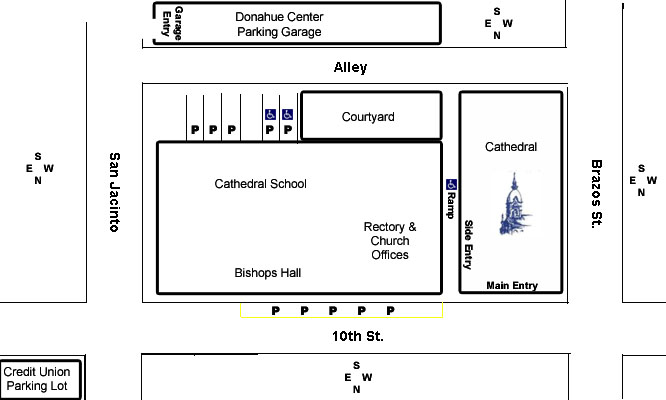 Garage
Entry
Donahue Center
Parking Garage
S
E W
N
Alley
P P P P P
Courtyard
Cathedral
S
E W
N
San Jacinto
Cathedral School
Ramp
Brazos St.
S
E W
N
Side Entry
Rectory &
Church
Offices
Bishops Hall
Main Entry
P P P P P
10th St.
Credit Union
Parking Lot
S
E W
N